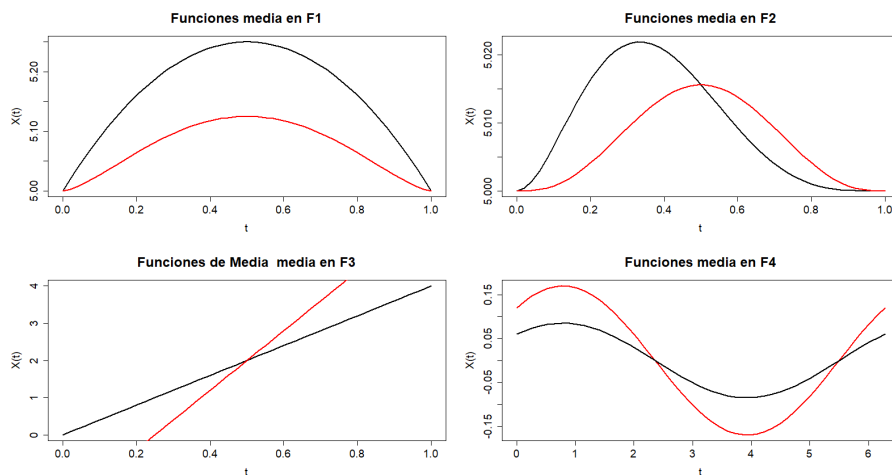 Funciones media en F1
X(t)
5.00 5.10 5.20
0.0 0.2 0.4 0.6 0.8 1.0
t
Funciones media en F2
X(t)
5.000 5.010 5.020
0.0 0.2 0.4 0.6 0.8 1.0
t
Funciones de Media  media en F3
X(t)
0 1 2 3 4
0.0 0.2 0.4 0.6 0.8 1.0
t
Funciones media en F4
X(t)
-0.15 -0.05 0.05 0.15
0 1 2 3 4 5 6
t